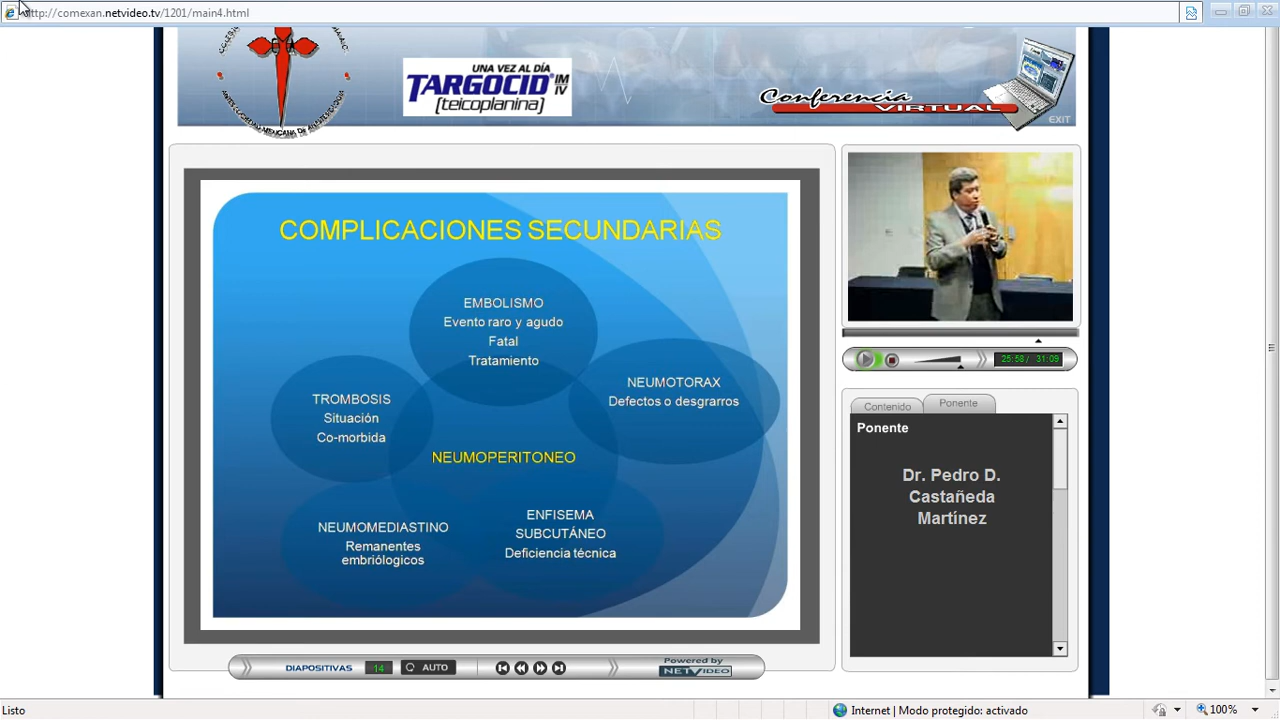 http://comexan.netvideo.tv/1201/main4.html
UNA VEZ AL DÍA
TARGOCID IM IV
[teicoplanina]
Conferencia
VIRTUAL
EXIT
COMPLICACIONES SECUNDARIAS
EMBOLISMO
Evento raro y agudo
Fatal
Tratamiento
NEUMOTORAX
Defectos o desgrarros
TROMBOSIS
Situación
Co-morbida
NEUMOPERITONEO
NEUMOMEDIASTINO
Remanentes
embriólogicos
ENFISEMA
SUBCUTÁNEO
Deficiencia técnica
25:58 / 31:09
Contenido
Ponente
Ponente
Dr. Pedro D.
Castañeda
Martínez
DIAPOSITIVAS
14
AUTO
Powered by
NETVIDEO
Listo
Internet | Modo protegido: activado
100%